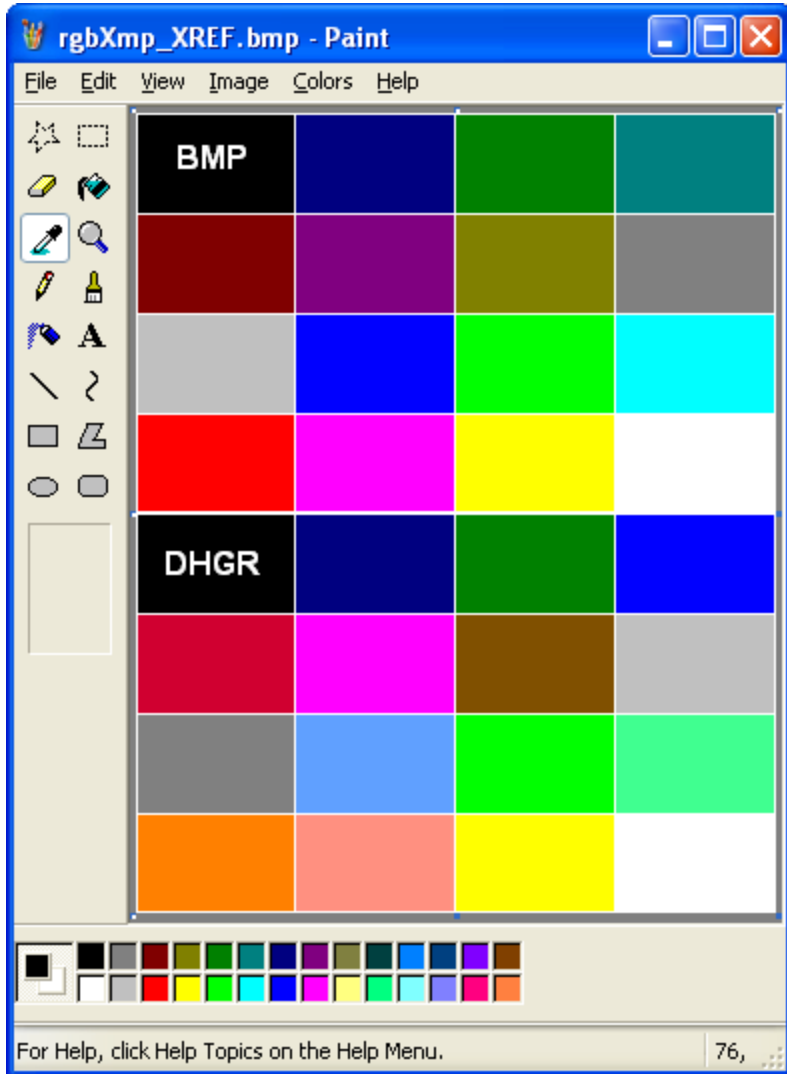 rgbXmp_XREF.bmp - Paint
File Edit View Image Colors Help
BMP
A
DHGR
For Help, click Help Topics on the Help Menu.
76,